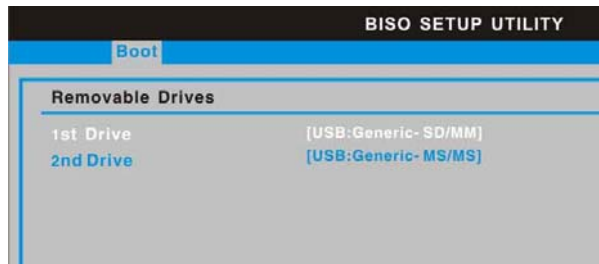 BISO SETUP UTILITY
Boot
Removable Drives
1st Drive [USB:Generic- SD/MM]
2nd Drive [USB:Generic- MS/MS]